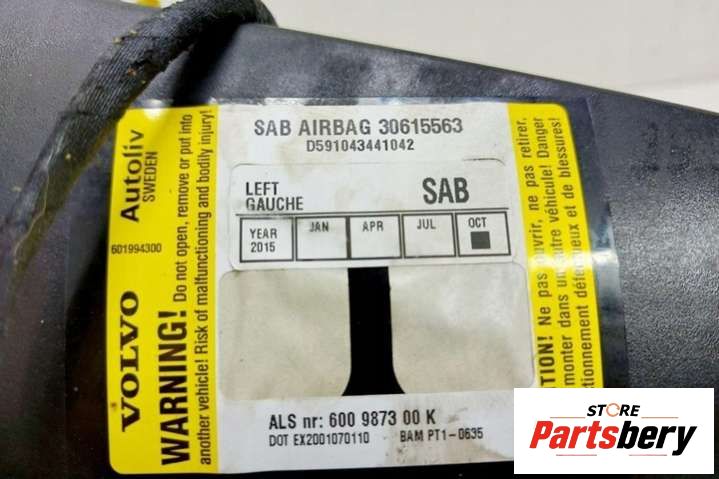 SAB AIRBAG 30615563
D591043441042
LEFT
GAUCHE
SAB
YEAR
2015
JAN
APR
JUL
OCT
ALS nr: 600 9873 00 K
DOT EX2001070110 BAM PT1-0635
Autoliv
SWEDEN
601994300
VOLVO
WARNING! Do not open, remove or put into
another vehicle! Risk of malfunctioning and bodily injury!
! Ne pas ouvrir, ne pas retirer,
monter dans un autre véhicule! Danger
défectueux et de blessures!
STORE
Partsbery